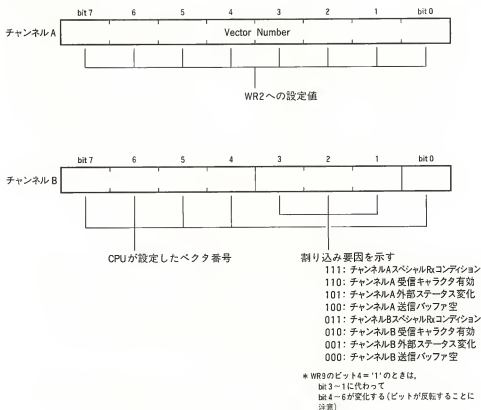 bit 7 6 5 4 3 2 1 bit 0
チャンネルA Vector Number
WR2への設定値
bit 7 6 5 4 3 2 1 bit 0
チャンネルB
CPUが設定したベクタ番号 割り込み要因を示す
111: チャンネルAスペシャルRxコンディション
110: チャンネルA 受信キャラクタ有効
101: チャンネルA 外部ステータス変化
100: チャンネルA 送信バッファ空
011: チャンネルBスペシャルRxコンディション
010: チャンネルB 受信キャラクタ有効
001: チャンネルB 外部ステータス変化
000: チャンネルB 送信バッファ空
* WR9のビット4='1'のときは,
bit 3~1に代わって
bit 4~6が変化する(ビットが反転することに
注意)